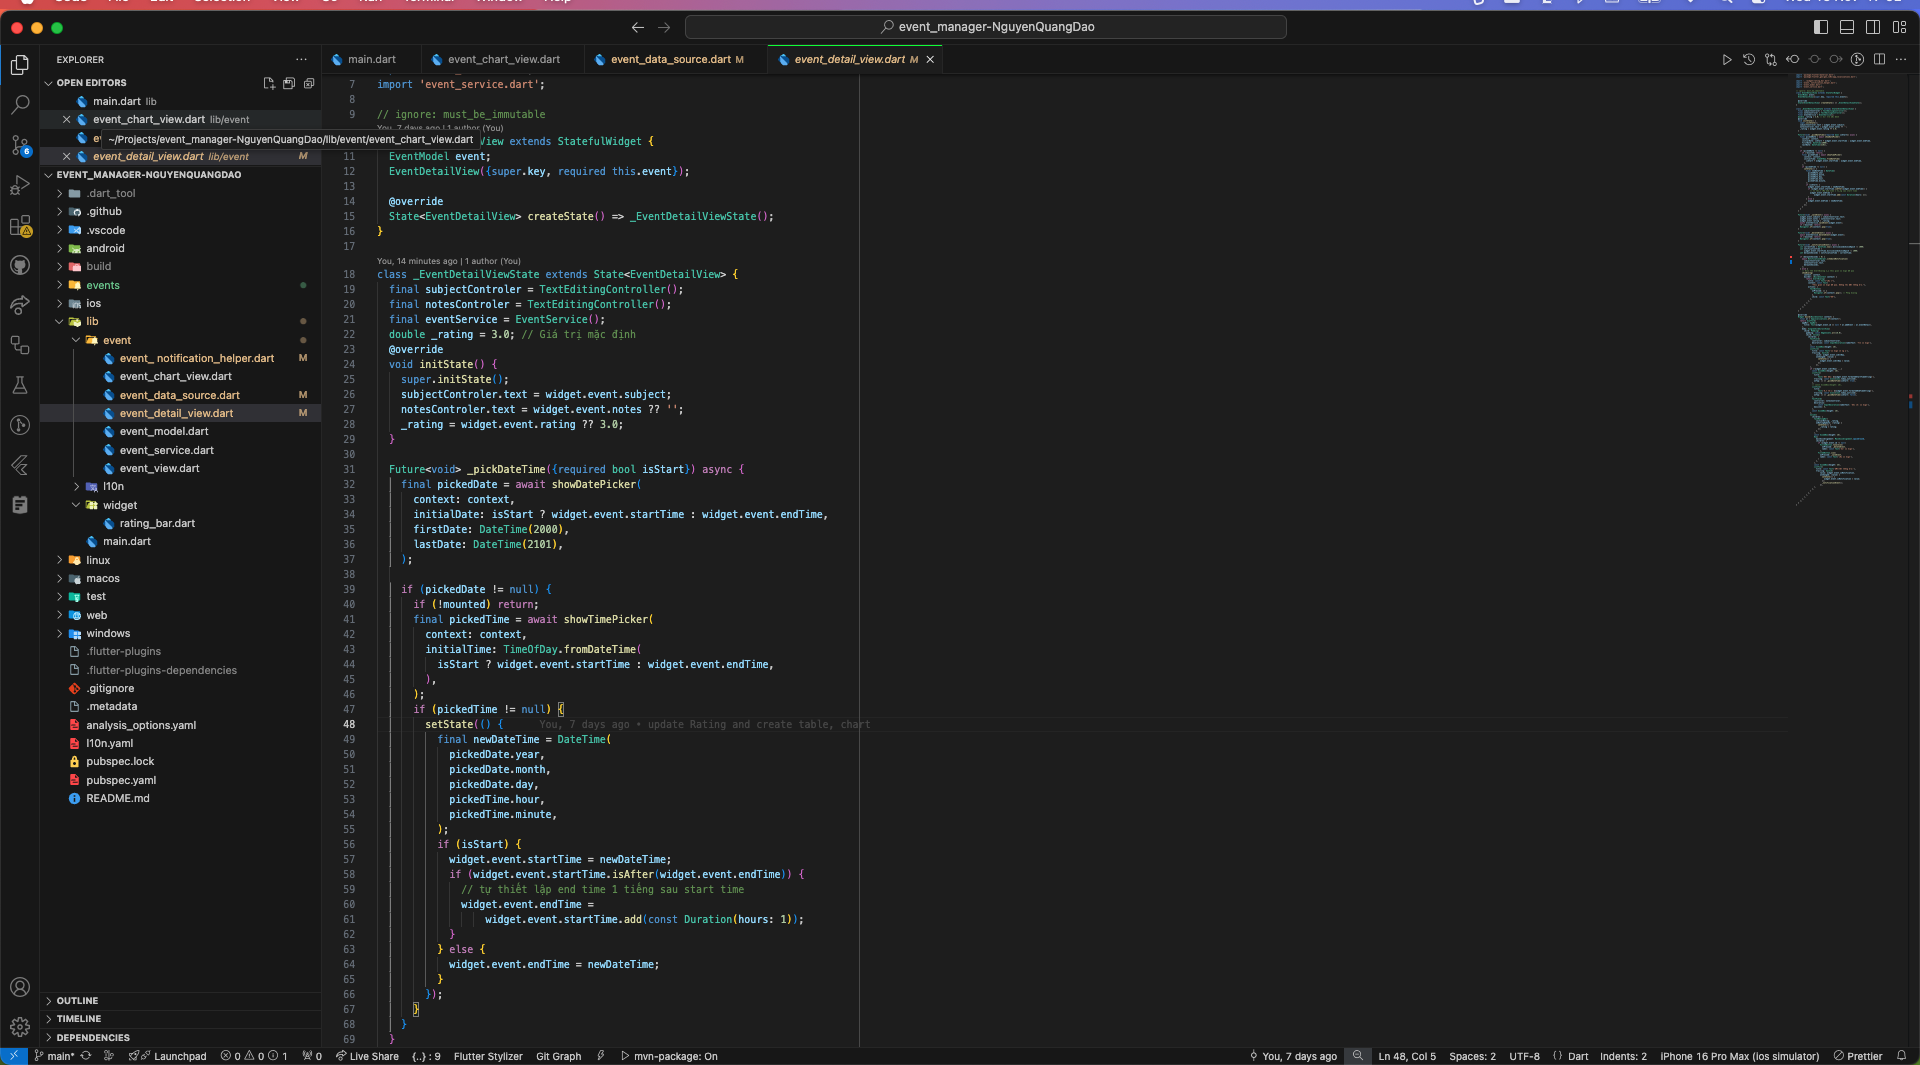 event_manager-NguyenQuangDao
EXPLORER
OPEN EDITORS
main.dart lib
event_chart_view.dart lib/event
~/Projects/event_manager-NguyenQuangDao/lib/event/event_chart_view.dart
event_detail_view.dart lib/event M
EVENT_MANAGER-NGUYENQUANGDAO
.dart_tool
.github
.vscode
android
build
events
ios
lib
event
event_ notification_helper.dart M
event_chart_view.dart
event_data_source.dart M
event_detail_view.dart M
event_model.dart
event_service.dart
event_view.dart
l10n
widget
rating_bar.dart
main.dart
linux
macos
test
web
windows
.flutter-plugins
.flutter-plugins-dependencies
.gitignore
.metadata
analysis_options.yaml
l10n.yaml
pubspec.lock
pubspec.yaml
README.md
OUTLINE
TIMELINE
DEPENDENCIES
main.dart
event_chart_view.dart
event_data_source.dart M
event_detail_view.dart M
7 import 'event_service.dart';
8
9 // ignore: must_be_immutable
You, 7 days ago | 1 author (You)
View extends StatefulWidget {
11 EventModel event;
12 EventDetailView({super.key, required this.event});
13
14 @override
15 State<EventDetailView> createState() => _EventDetailViewState();
16 }
17
You, 14 minutes ago | 1 author (You)
18 class _EventDetailViewState extends State<EventDetailView> {
19 final subjectControler = TextEditingController();
20 final notesControler = TextEditingController();
21 final eventService = EventService();
22 double _rating = 3.0; // Giá trị mặc định
23 @override
24 void initState() {
25 super.initState();
26 subjectControler.text = widget.event.subject;
27 notesControler.text = widget.event.notes ?? '';
28 _rating = widget.event.rating ?? 3.0;
29 }
30
31 Future<void> _pickDateTime({required bool isStart}) async {
32 final pickedDate = await showDatePicker(
33 context: context,
34 initialDate: isStart ? widget.event.startTime : widget.event.endTime,
35 firstDate: DateTime(2000),
36 lastDate: DateTime(2101),
37 );
38
39 if (pickedDate != null) {
40 if (!mounted) return;
41 final pickedTime = await showTimePicker(
42 context: context,
43 initialTime: TimeOfDay.fromDateTime(
44 isStart ? widget.event.startTime : widget.event.endTime,
45 ),
46 );
47 if (pickedTime != null) {
48 setState(() { You, 7 days ago • update Rating and create table, chart
49 final newDateTime = DateTime(
50 pickedDate.year,
51 pickedDate.month,
52 pickedDate.day,
53 pickedTime.hour,
54 pickedTime.minute,
55 );
56 if (isStart) {
57 widget.event.startTime = newDateTime;
58 if (widget.event.startTime.isAfter(widget.event.endTime)) {
59 // tự thiết lập end time 1 tiếng sau start time
60 widget.event.endTime =
61 widget.event.startTime.add(const Duration(hours: 1));
62 }
63 } else {
64 widget.event.endTime = newDateTime;
65 }
66 });
67 }
68 }
69 }
main* Launchpad 0 0 1 0 Live Share {..} : 9 Flutter Stylizer Git Graph mvn-package: On You, 7 days ago Ln 48, Col 5 Spaces: 2 UTF-8 {} Dart Indents: 2 iPhone 16 Pro Max (ios simulator) Prettier